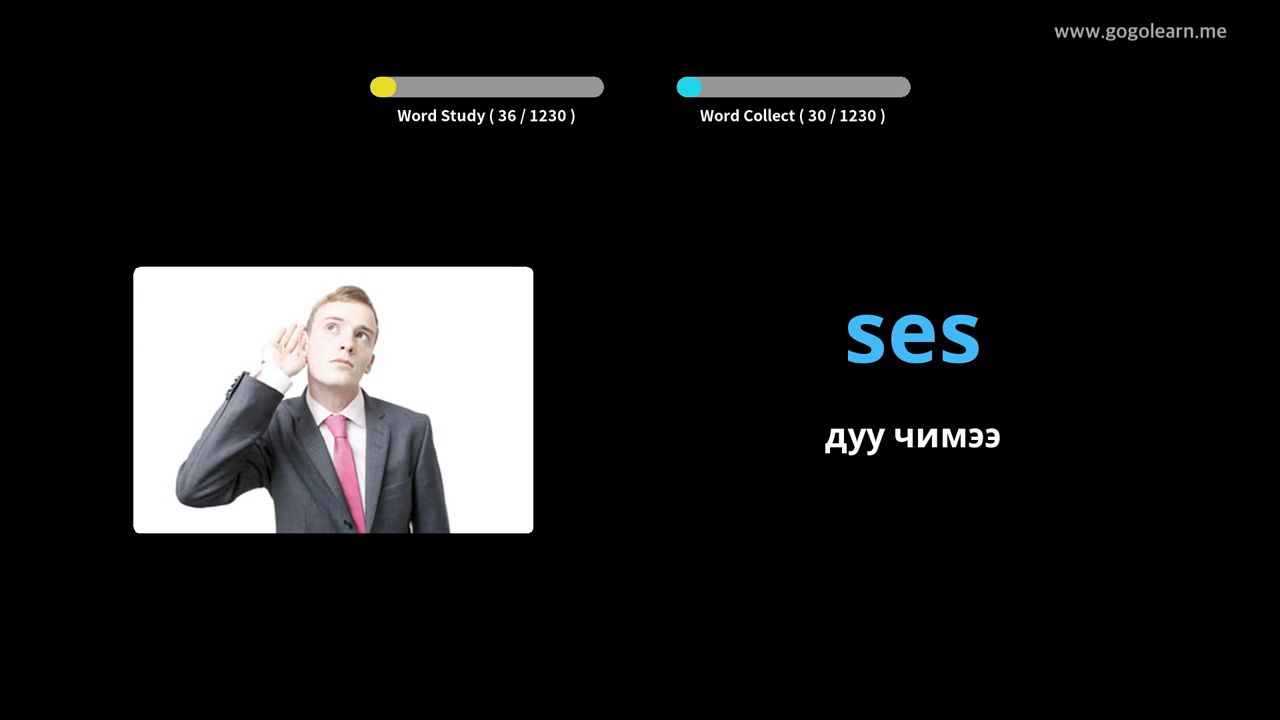 www.gogolearn.me
Word Study ( 36 / 1230 )
Word Collect ( 30 / 1230 )
ses
дуу чимээ